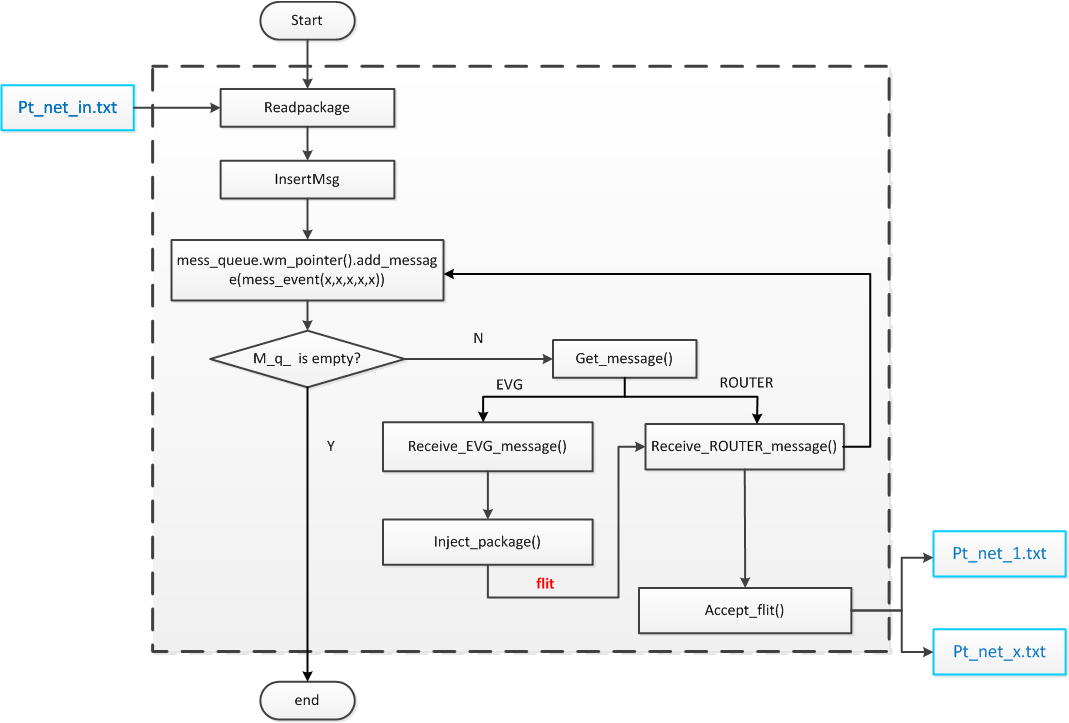 Start
Pt_net_in.txt
Readpackage
InsertMsg
mess_queue.wm_pointer().add_messag
e(mess_event(x,x,x,x,x))
M_q_ is empty?
N
Get_message()
EVG
ROUTER
Y
Receive_EVG_message()
Receive_ROUTER_message()
Inject_package()
flit
Accept_flit()
Pt_net_1.txt
Pt_net_x.txt
end